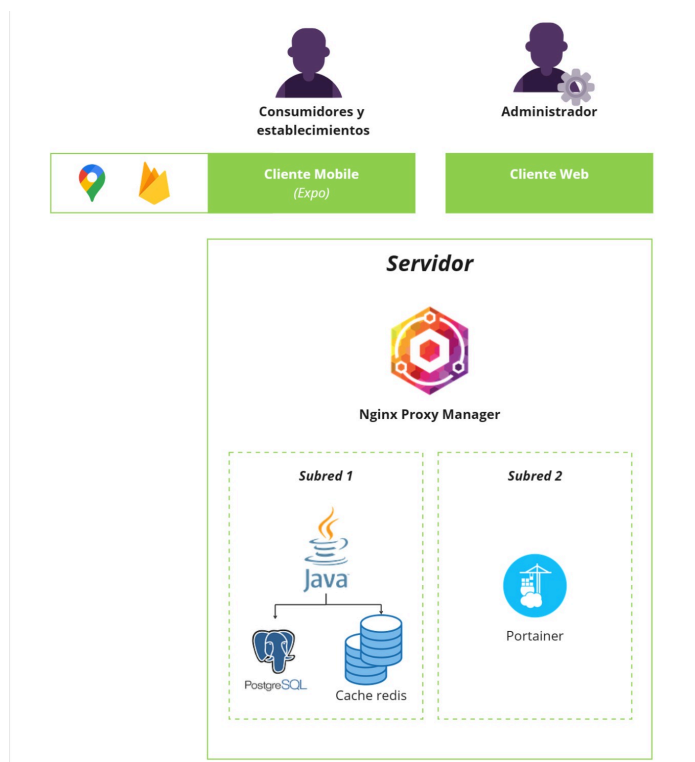 Consumidores y
establecimientos
Administrador
Cliente Mobile
(Expo)
Cliente Web
Servidor
Nginx Proxy Manager
Subred 1
Subred 2
Java
PostgreSQL
Cache redis
Portainer